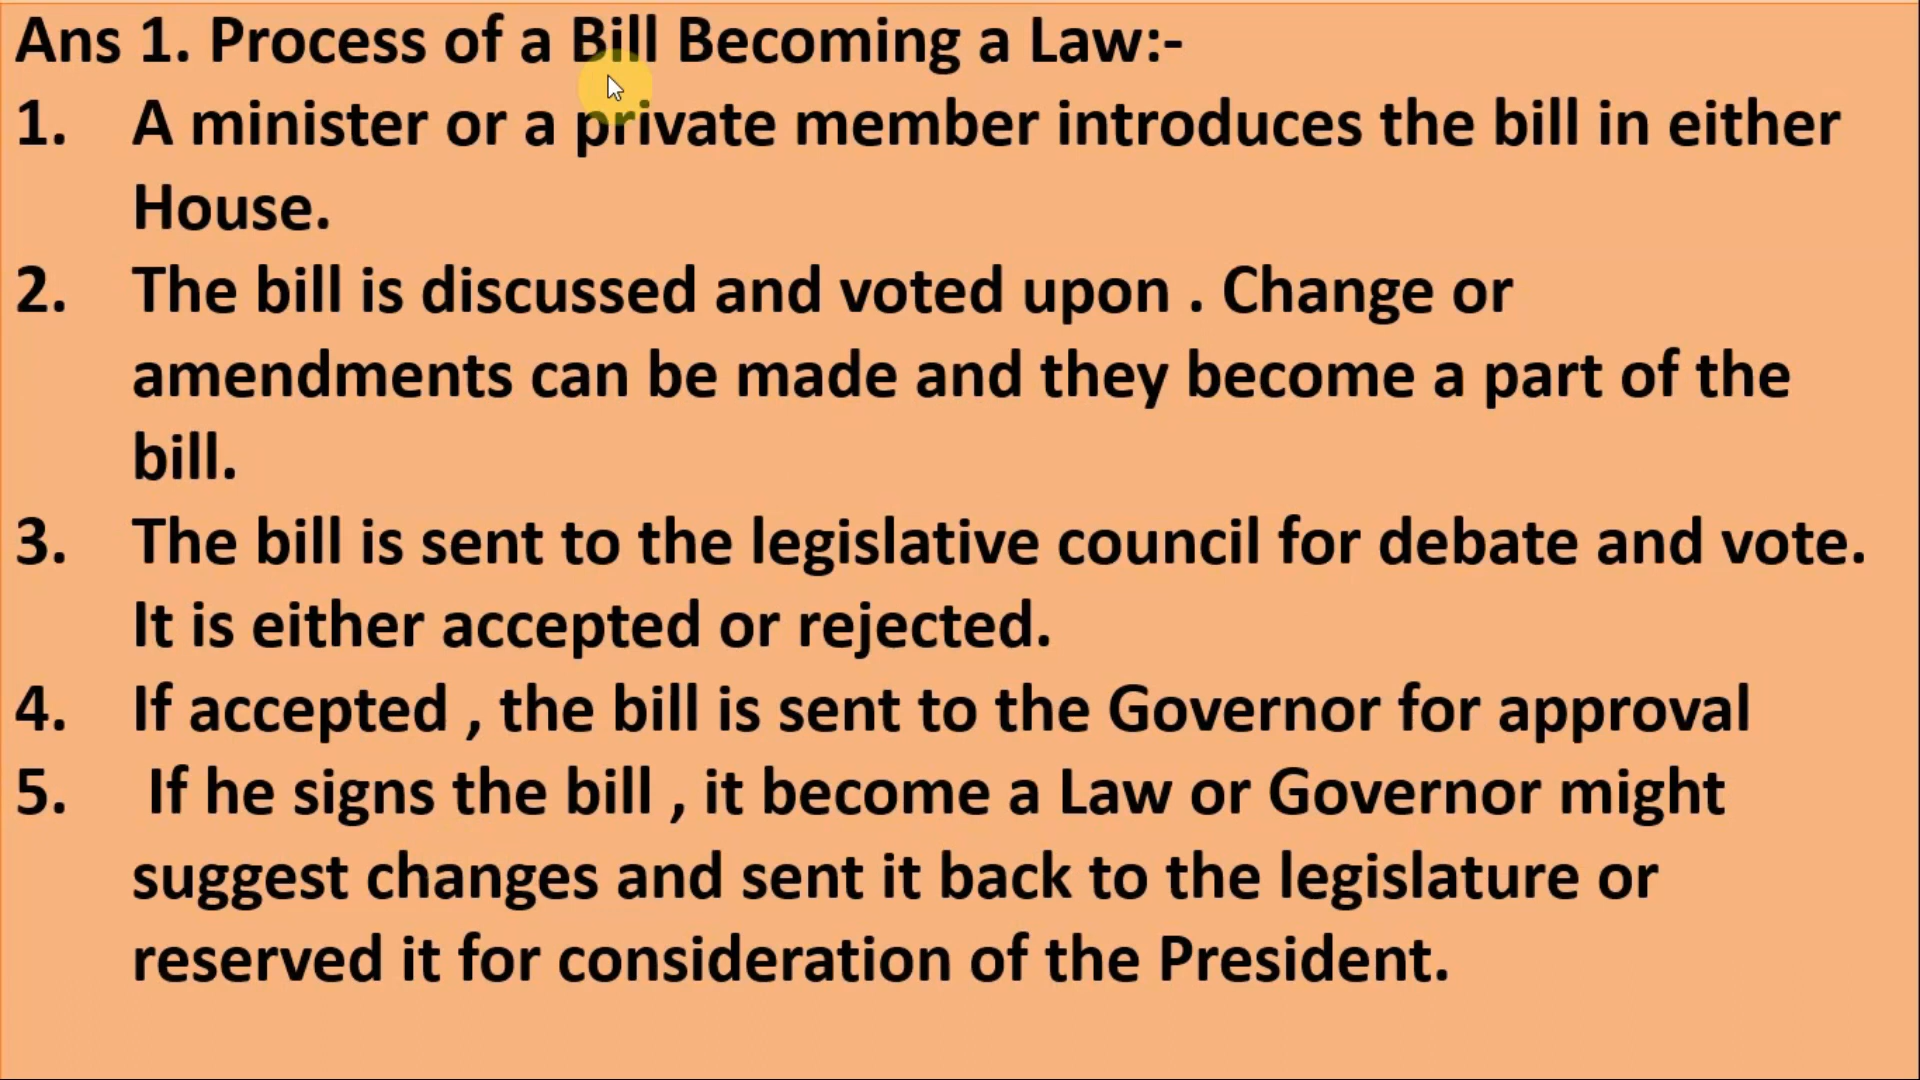 Ans 1. Process of a Bill Becoming a Law:-
1. A minister or a private member introduces the bill in either
House.
2. The bill is discussed and voted upon . Change or
amendments can be made and they become a part of the
bill.
3. The bill is sent to the legislative council for debate and vote.
It is either accepted or rejected.
4. If accepted , the bill is sent to the Governor for approval
5. If he signs the bill , it become a Law or Governor might
suggest changes and sent it back to the legislature or
reserved it for consideration of the President.